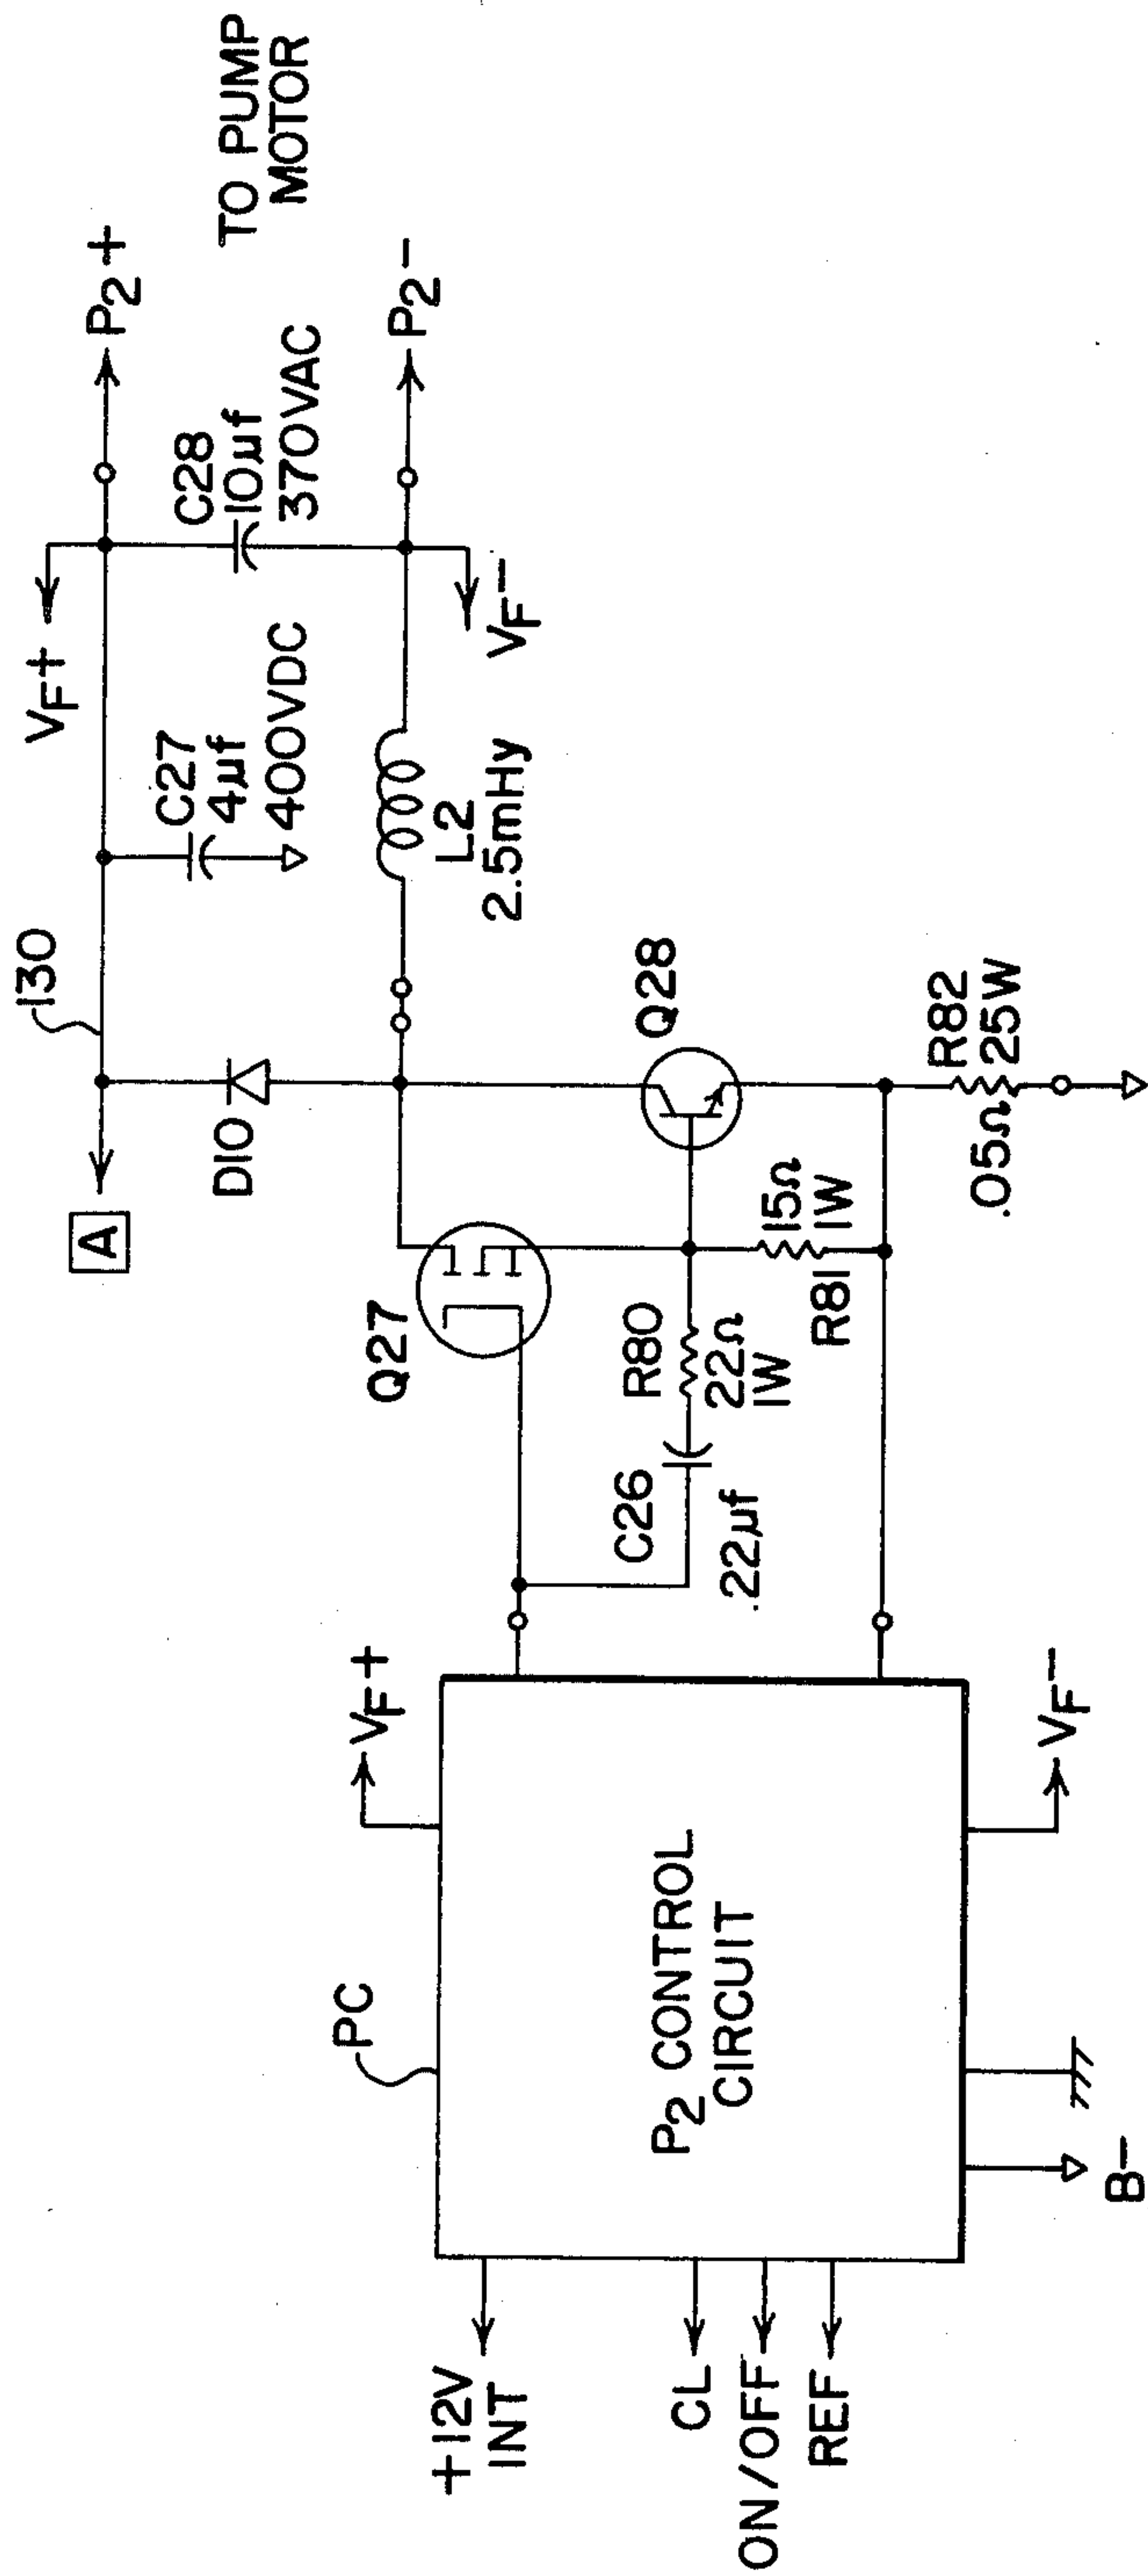 A
130
VF+
P2+
TO PUMP
MOTOR
D10
C27
4µf
400VDC
C28
10µf
370VAC
Q27
L2
2.5mHy
VF-
P2-
PC
VF+
Q28
C26
.22µf
R80
22Ω
1W
15Ω
1W
R81
R82
.05Ω
25W
+12V
INT
CL
ON/OFF
REF
P2 CONTROL
CIRCUIT
B-
VF-